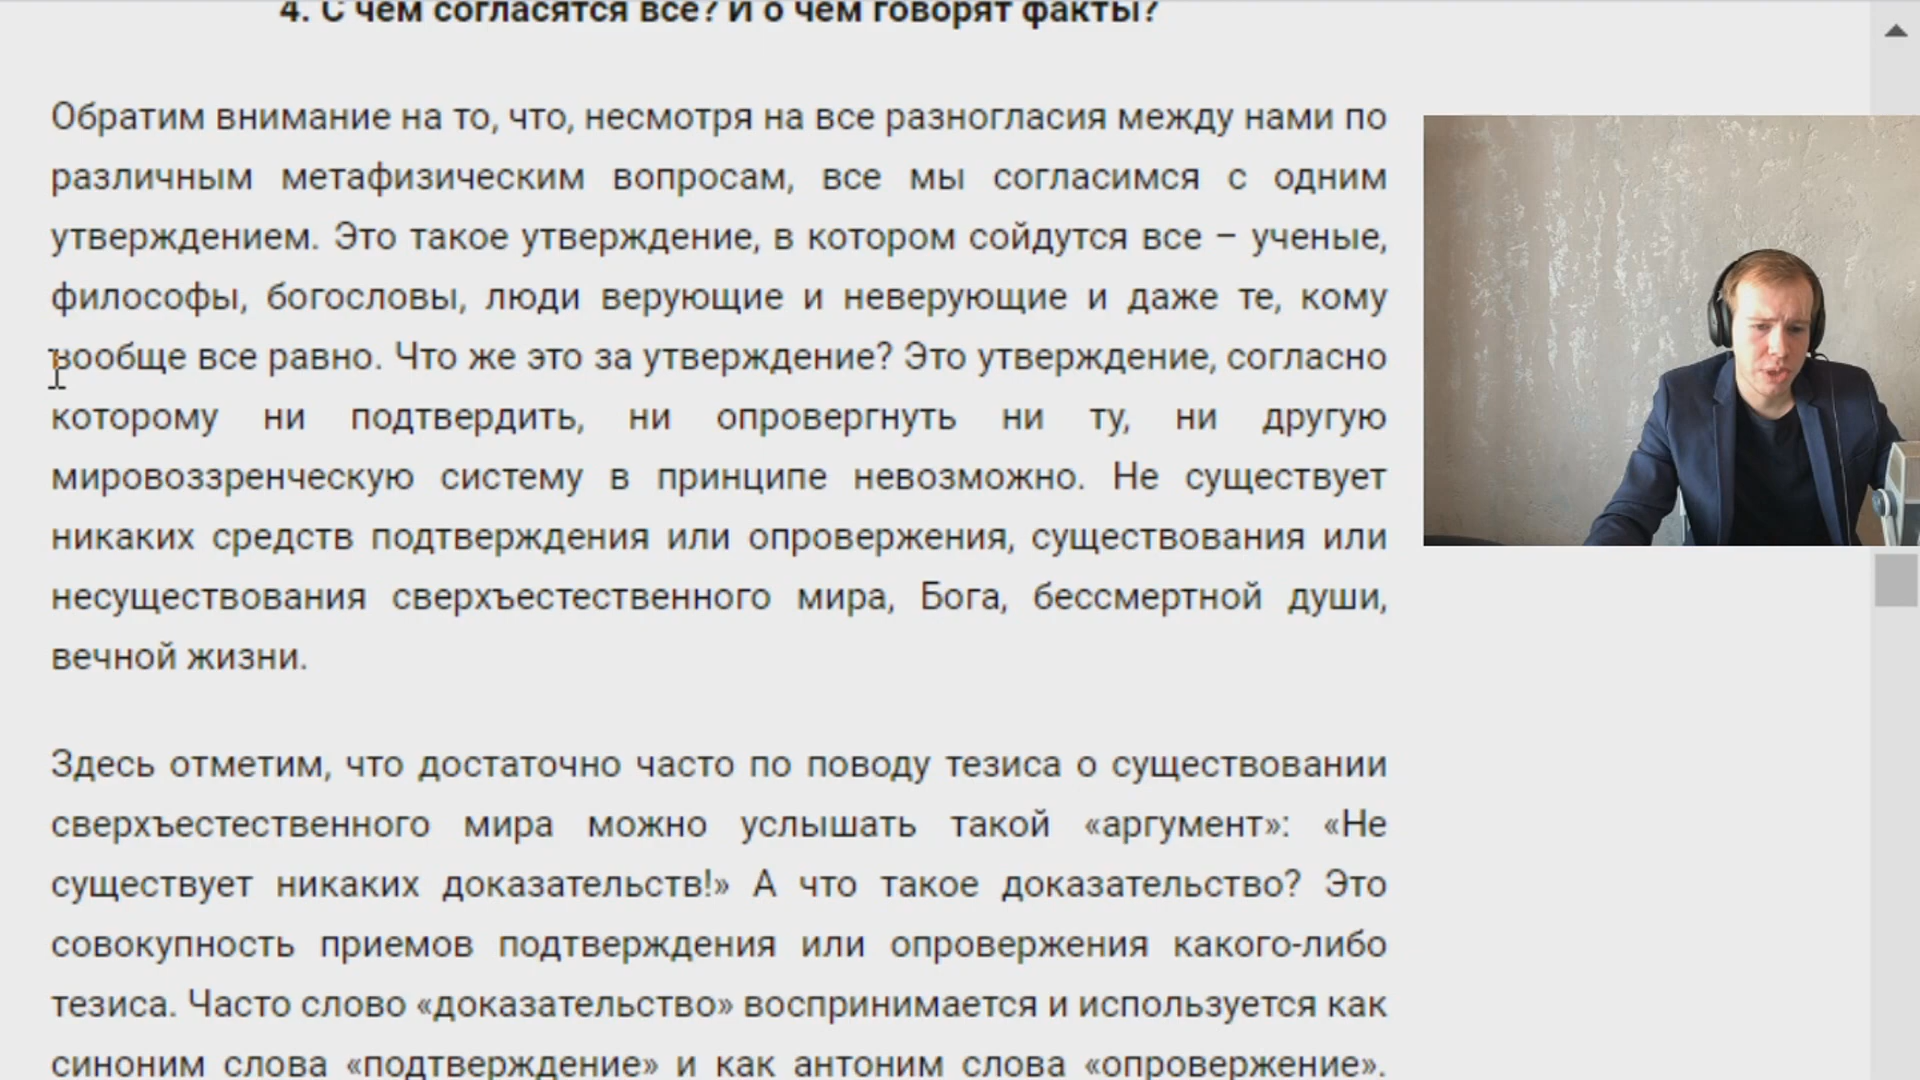 4. С чем согласятся все? И о чем говорят факты?
Обратим внимание на то, что, несмотря на все разногласия между нами по
различным метафизическим вопросам, все мы согласимся с одним
утверждением. Это такое утверждение, в котором сойдутся все – ученые,
философы, богословы, люди верующие и неверующие и даже те, кому
вообще все равно. Что же это за утверждение? Это утверждение, согласно
которому ни подтвердить, ни опровергнуть ни ту, ни другую
мировоззренческую систему в принципе невозможно. Не существует
никаких средств подтверждения или опровержения, существования или
несуществования сверхъестественного мира, Бога, бессмертной души,
вечной жизни.
Здесь отметим, что достаточно часто по поводу тезиса о существовании
сверхъестественного мира можно услышать такой «аргумент»: «Не
существует никаких доказательств!» А что такое доказательство? Это
совокупность приемов подтверждения или опровержения какого-либо
тезиса. Часто слово «доказательство» воспринимается и используется как
синоним слова «подтверждение» и как антоним слова «опровержение».